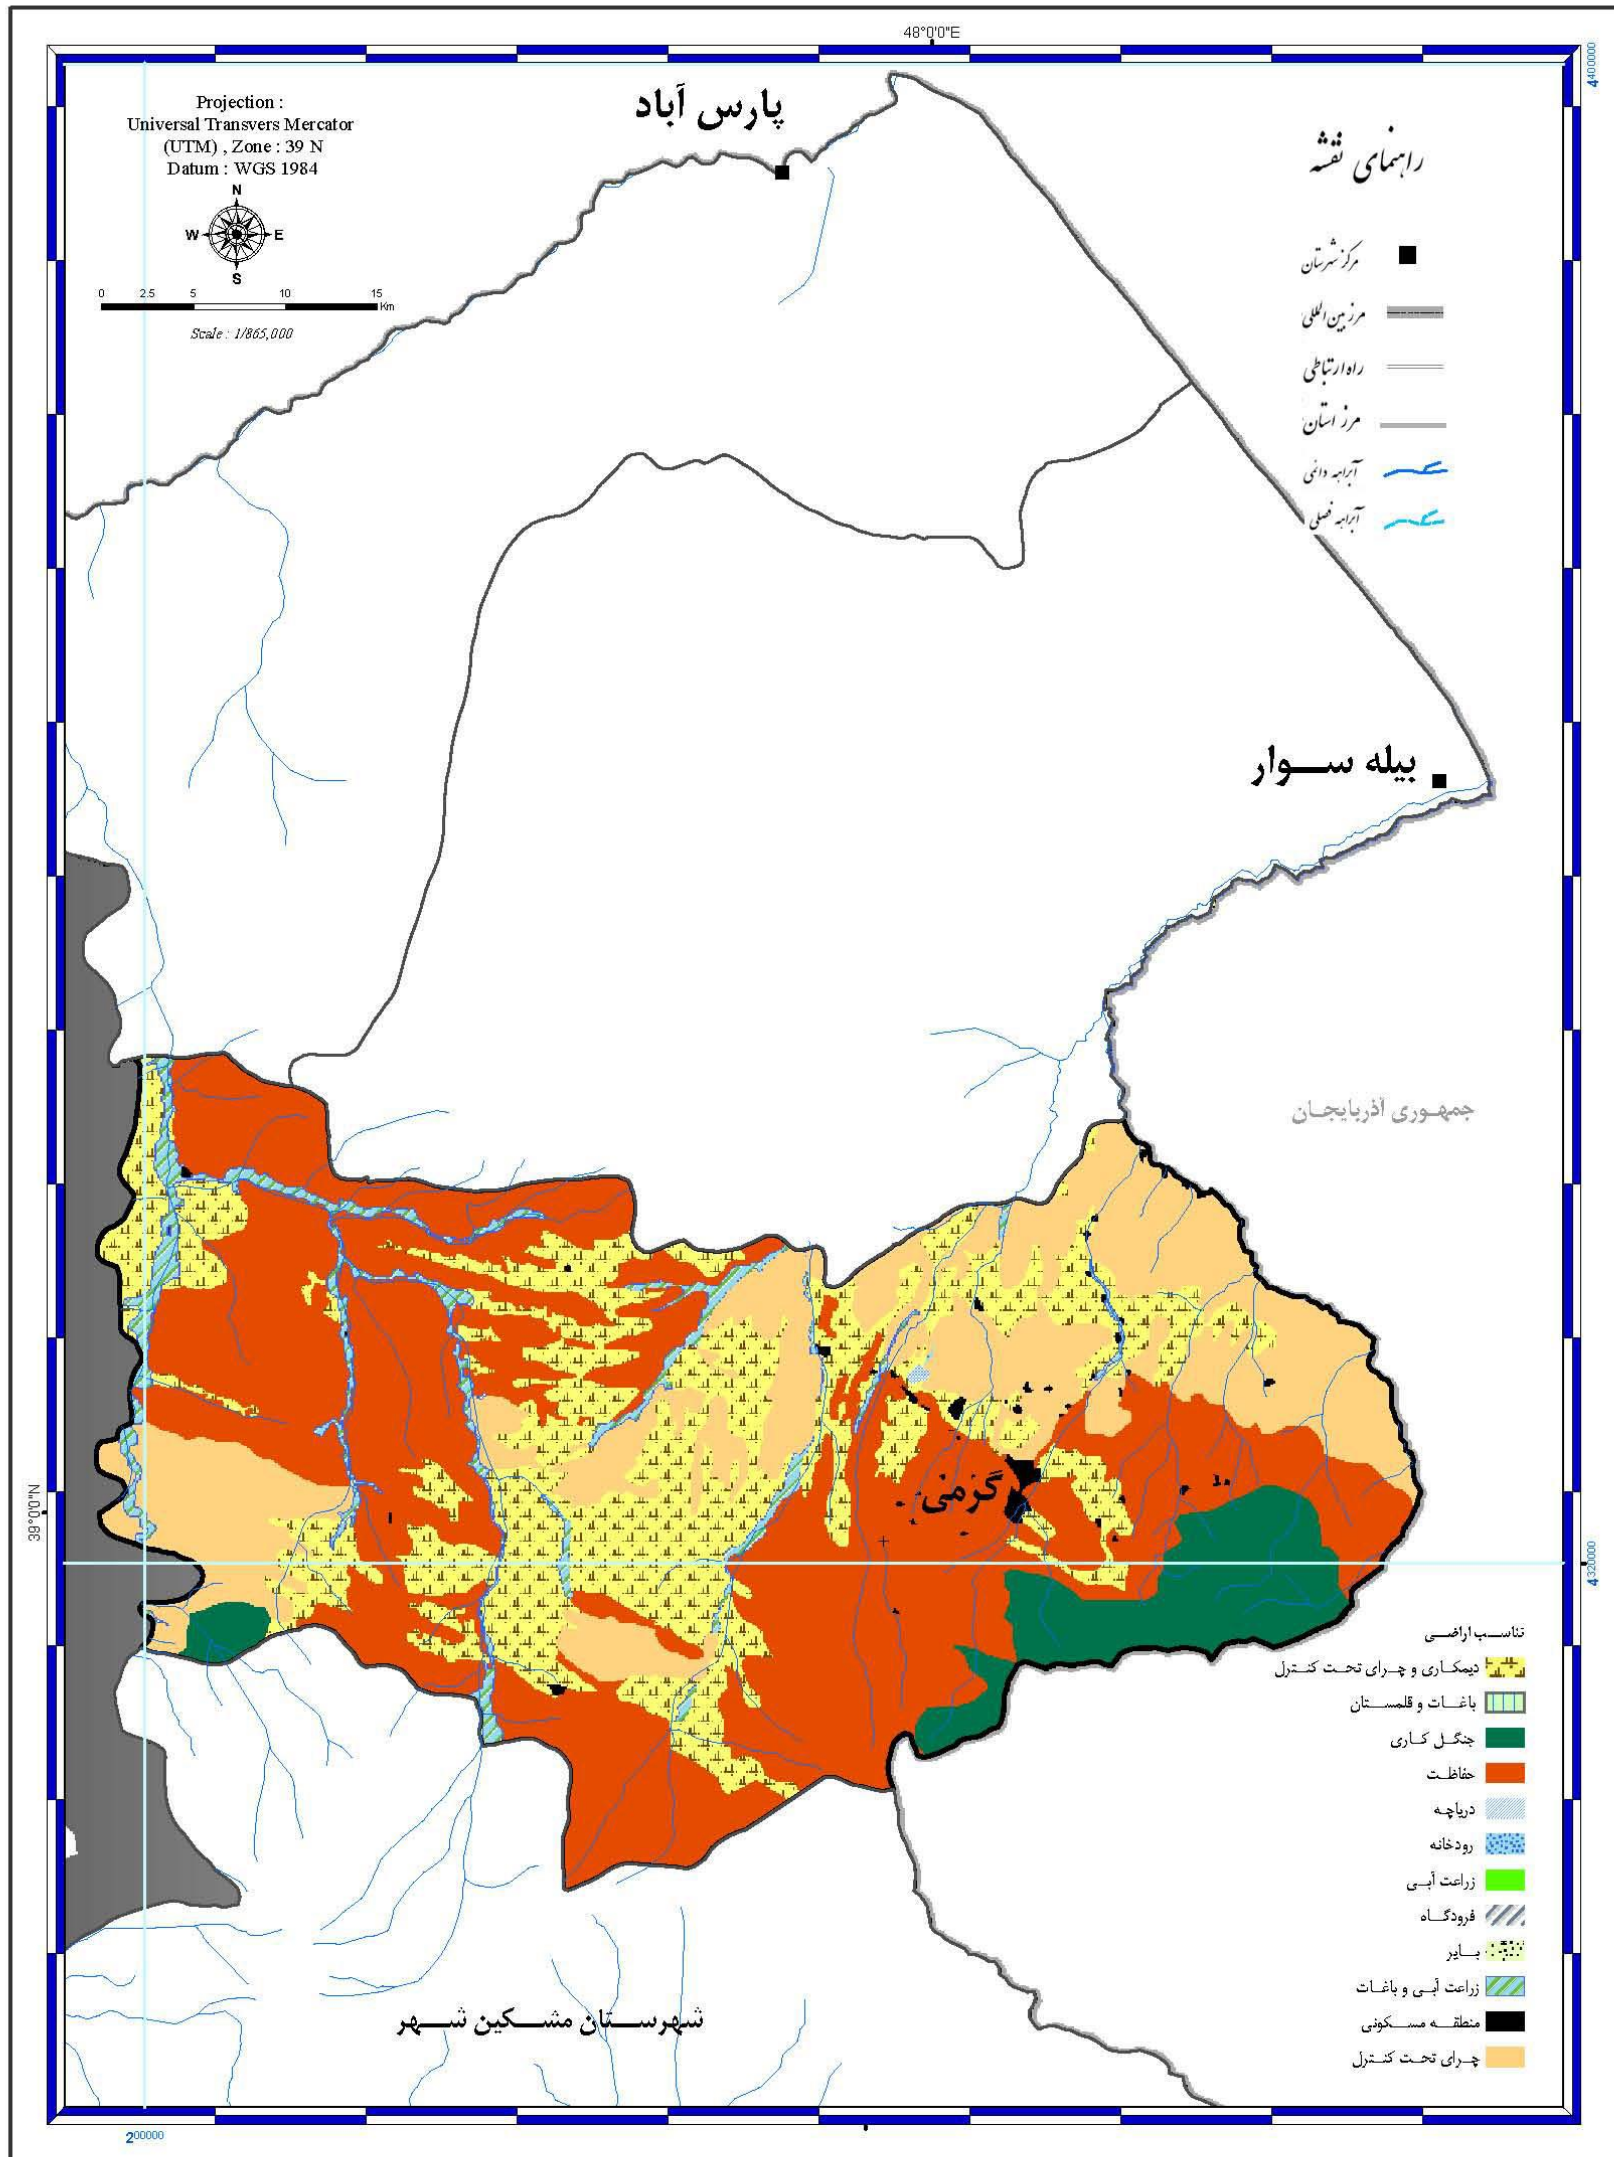 48°0'0"E
4400000
Projection :
Universal Transvers Mercator
(UTM) , Zone : 39 N
Datum : WGS 1984
N
W E
S
0 2.5 5 10 15
Km
Scale : 1/865,000
پارس آباد
راهنمای نقشه
مرکز شهرستان
مرز بین المللی
راه ارتباطی
مرز استان
آبراهه دائمی
آبراهه فصلی
بیله سوار
جمهوری آذربایجان
گرمی
39°0'0"N
4320000
تناسب اراضی
دیمکاری و چرای تحت کنترل
باغات و قلمستان
جنگل کاری
حفاظت
دریاچه
رودخانه
زراعت آبی
فرودگاه
بایر
زراعت آبی و باغات
منطقه مسکونی
چرای تحت کنترل
شهرستان مشکین شهر
200000